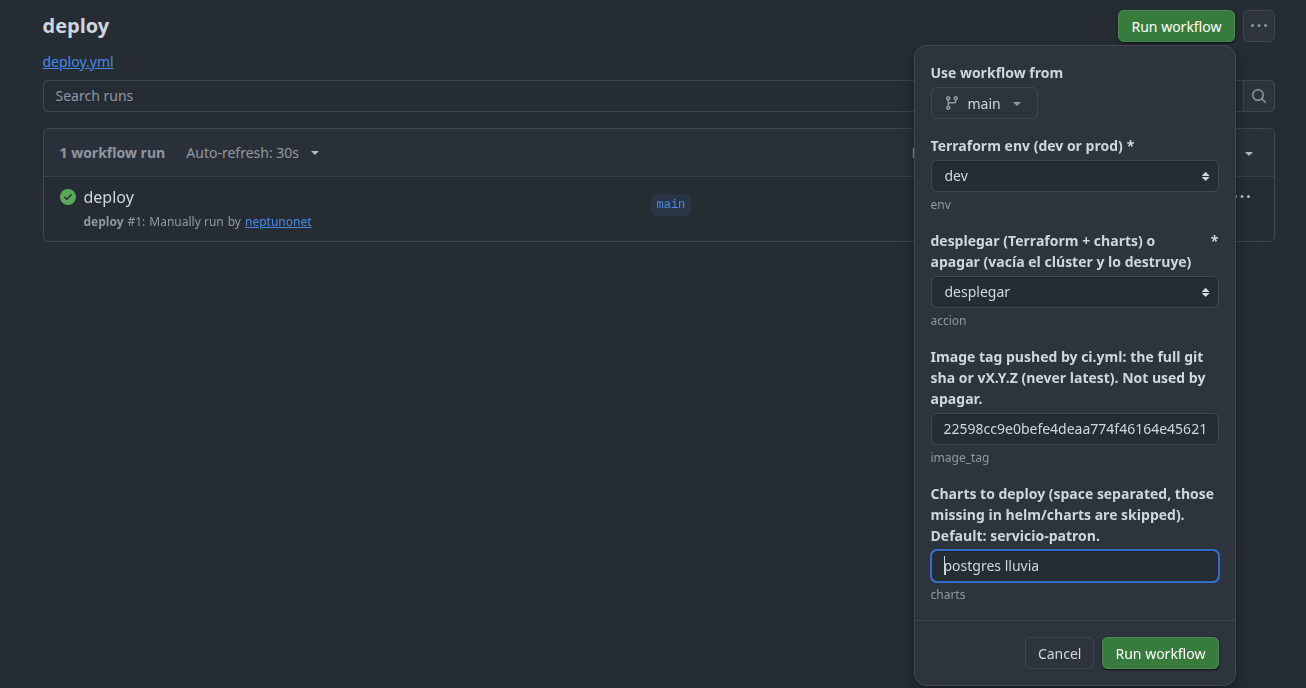 deploy
Run workflow
deploy.yml
Search runs
1 workflow run
Auto-refresh: 30s
deploy
main
deploy #1: Manually run by neptunonet
Use workflow from
main
Terraform env (dev or prod) *
dev
env
desplegar (Terraform + charts) o *
apagar (vacía el clúster y lo destruye)
desplegar
accion
Image tag pushed by ci.yml: the full git
sha or vX.Y.Z (never latest). Not used by
apagar.
22598cc9e0befe4deaa774f46164e45621
image_tag
Charts to deploy (space separated, those
missing in helm/charts are skipped).
Default: servicio-patron.
postgres lluvia
charts
Cancel
Run workflow